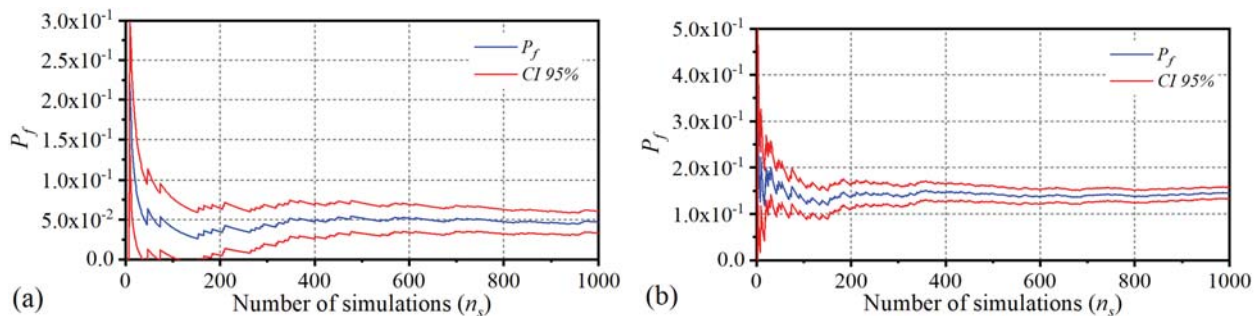 3.0x10⁻¹
2.5x10⁻¹
2.0x10⁻¹
1.5x10⁻¹
1.0x10⁻¹
5.0x10⁻²
0.0
P_f
P_f
CI 95%
0 200 400 600 800 1000
Number of simulations (n_s)
(a)
5.0x10⁻¹
4.0x10⁻¹
3.0x10⁻¹
2.0x10⁻¹
1.0x10⁻¹
0.0
P_f
P_f
CI 95%
0 200 400 600 800 1000
Number of simulations (n_s)
(b)